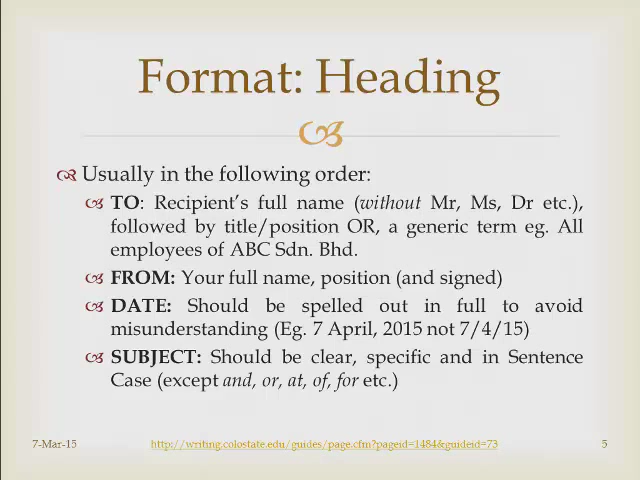 Format: Heading
Usually in the following order:
TO: Recipient's full name (without Mr, Ms, Dr etc.),
followed by title/position OR, a generic term eg. All
employees of ABC Sdn. Bhd.
FROM: Your full name, position (and signed)
DATE: Should be spelled out in full to avoid
misunderstanding (Eg. 7 April, 2015 not 7/4/15)
SUBJECT: Should be clear, specific and in Sentence
Case (except and, or, at, of, for etc.)
7-Mar-15 http://writing.colostate.edu/guides/page.cfm?pageid=1484&guideid=73 5